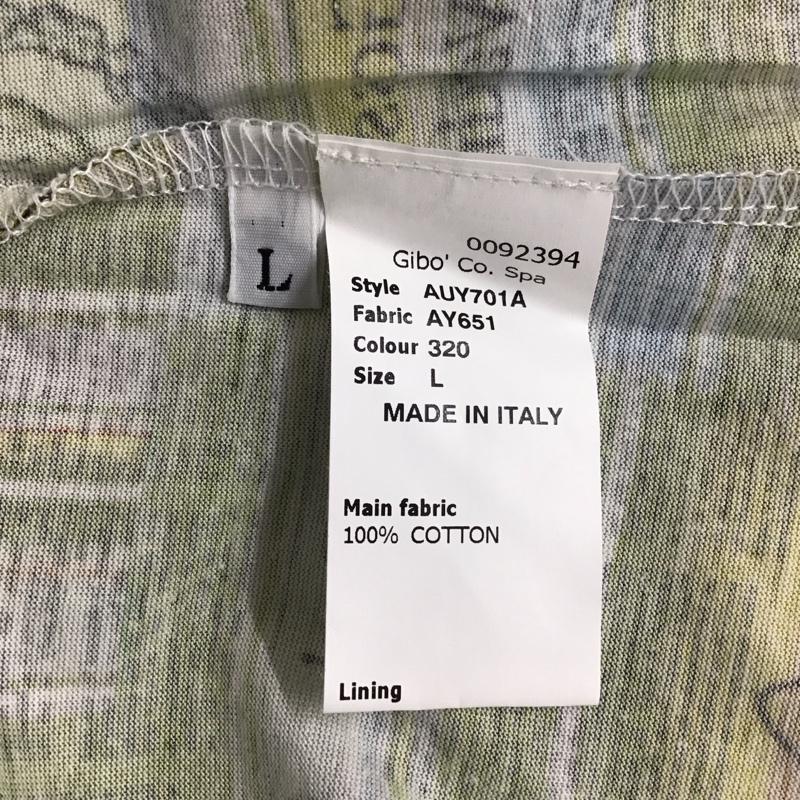 L
0092394
Gibo' Co. Spa
Style AUY701A
Fabric AY651
Colour 320
Size L
MADE IN ITALY
Main fabric
100% COTTON
Lining